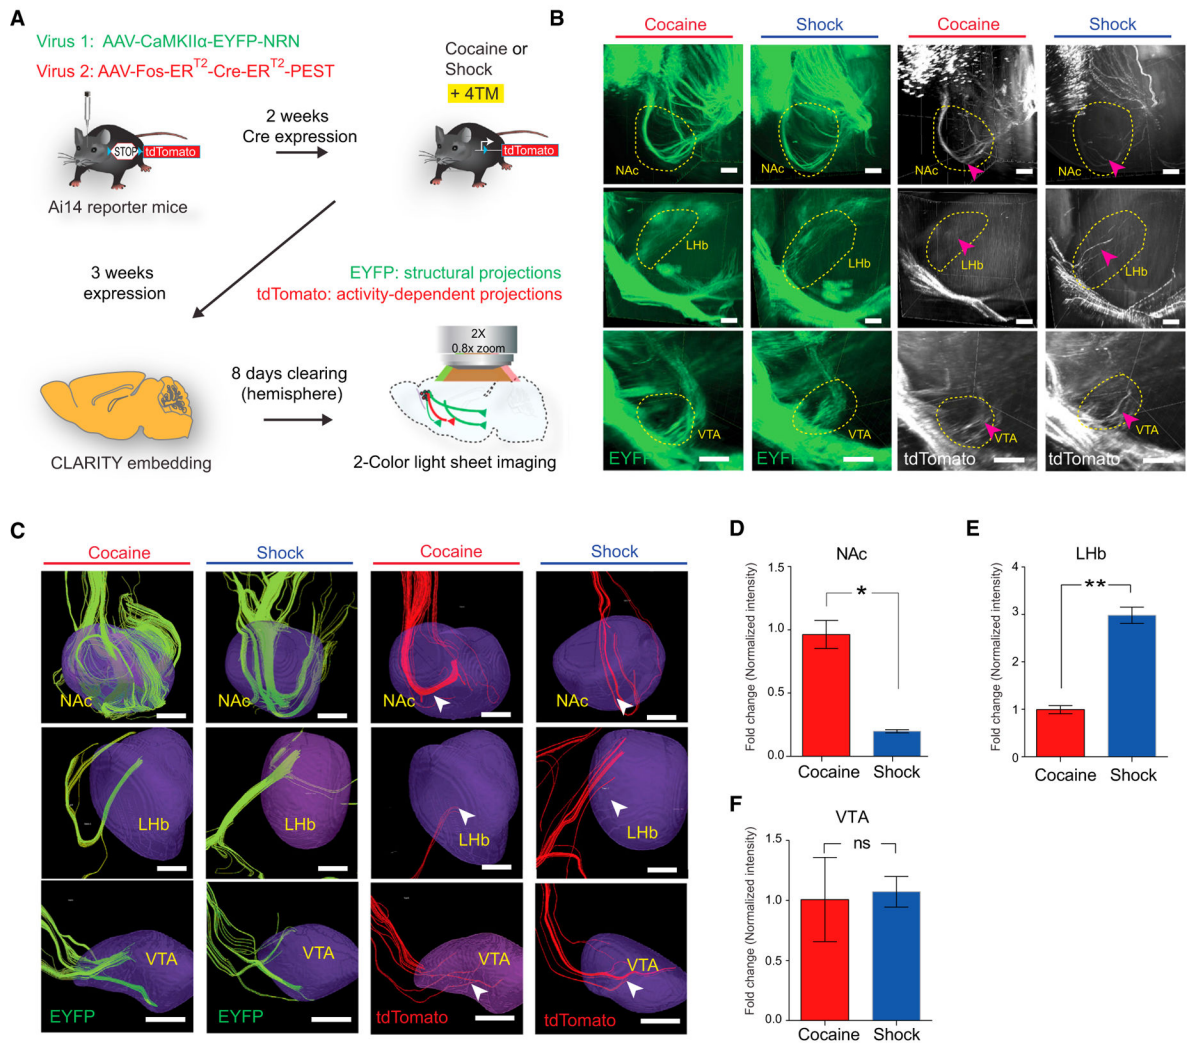 A
Virus 1: AAV-CaMKIIα-EYFP-NRN
Virus 2: AAV-Fos-ER^T2-Cre-ER^T2-PEST
STOP
tdTomato
Ai14 reporter mice
2 weeks
Cre expression
Cocaine or
Shock
+ 4TM
tdTomato
3 weeks
expression
EYFP: structural projections
tdTomato: activity-dependent projections
CLARITY embedding
8 days clearing
(hemisphere)
2X
0.8x zoom
2-Color light sheet imaging
B
Cocaine
Shock
Cocaine
Shock
NAc
NAc
NAc
NAc
LHb
LHb
LHb
LHb
VTA
VTA
VTA
VTA
EYFP
EYFP
tdTomato
tdTomato
C
Cocaine
Shock
Cocaine
Shock
NAc
NAc
NAc
NAc
LHb
LHb
LHb
LHb
VTA
VTA
VTA
VTA
EYFP
EYFP
tdTomato
tdTomato
D
NAc
Fold change (Normalized intensity)
1.5
1.0
0.5
0.0
*
Cocaine
Shock
E
LHb
Fold change (Normalized intensity)
4
3
2
1
0
**
Cocaine
Shock
F
VTA
Fold change (Normalized intensity)
1.5
1.0
0.5
0.0
ns
Cocaine
Shock